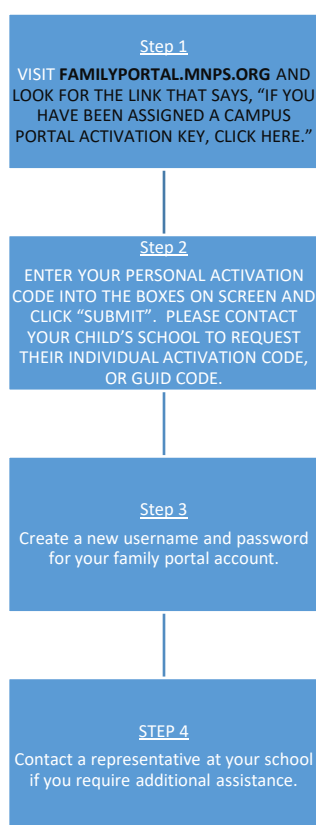 Step 1
VISIT FAMILYPORTAL.MNPS.ORG AND
LOOK FOR THE LINK THAT SAYS, “IF YOU
HAVE BEEN ASSIGNED A CAMPUS
PORTAL ACTIVATION KEY, CLICK HERE.”
Step 2
ENTER YOUR PERSONAL ACTIVATION
CODE INTO THE BOXES ON SCREEN AND
CLICK “SUBMIT”. PLEASE CONTACT
YOUR CHILD’S SCHOOL TO REQUEST
THEIR INDIVIDUAL ACTIVATION CODE,
OR GUID CODE.
Step 3
Create a new username and password
for your family portal account.
STEP 4
Contact a representative at your school
if you require additional assistance.